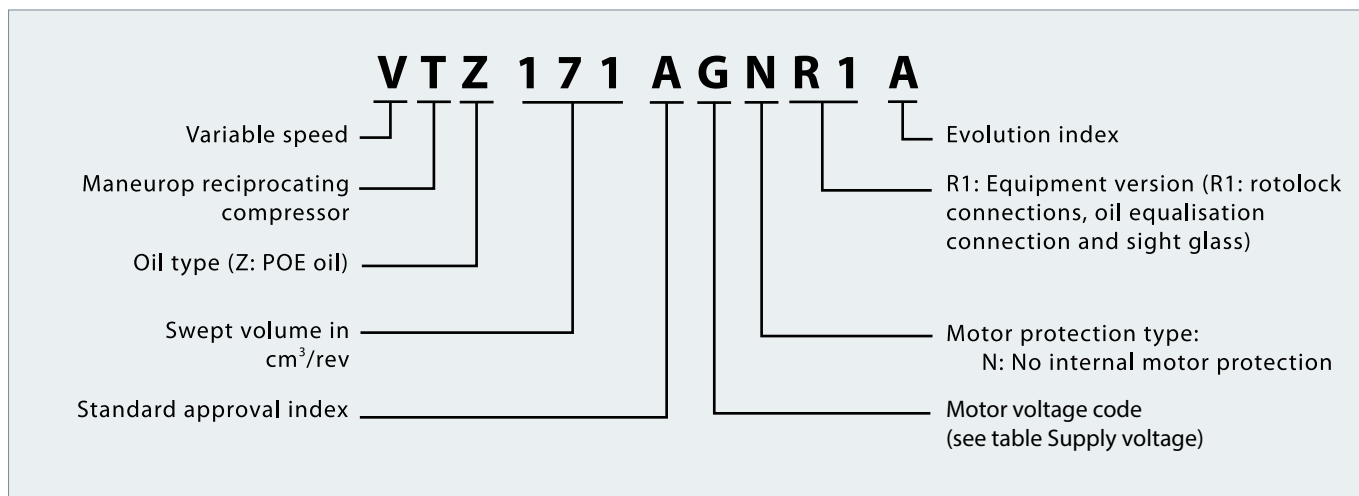 V T Z 1 7 1 A G N R 1 A
Variable speed
Maneurop reciprocating
compressor
Oil type (Z: POE oil)
Swept volume in
cm³/rev
Standard approval index
Evolution index
R1: Equipment version (R1: rotolock
connections, oil equalisation
connection and sight glass)
Motor protection type:
N: No internal motor protection
Motor voltage code
(see table Supply voltage)